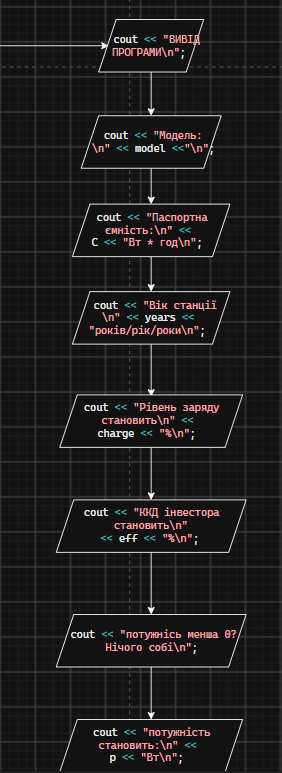 cout << "ВИВІД
ПРОГРАМИ\n";
cout << "Модель:
\n" << model <<"\n";
cout << "Паспортна
ємність:\n" <<
C << "Вт * год\n";
cout << "Вік станції
\n" << years <<
"років/рік/роки\n";
cout << "Рівень заряду
становить\n" <<
charge << "%\n";
cout << "ККД інвестора
становить\n"
<< eff << "%\n";
cout << "потужнісь менша 0?
Нічого собі\n";
cout << "потужність
становить:\n" <<
p << "Вт\n";